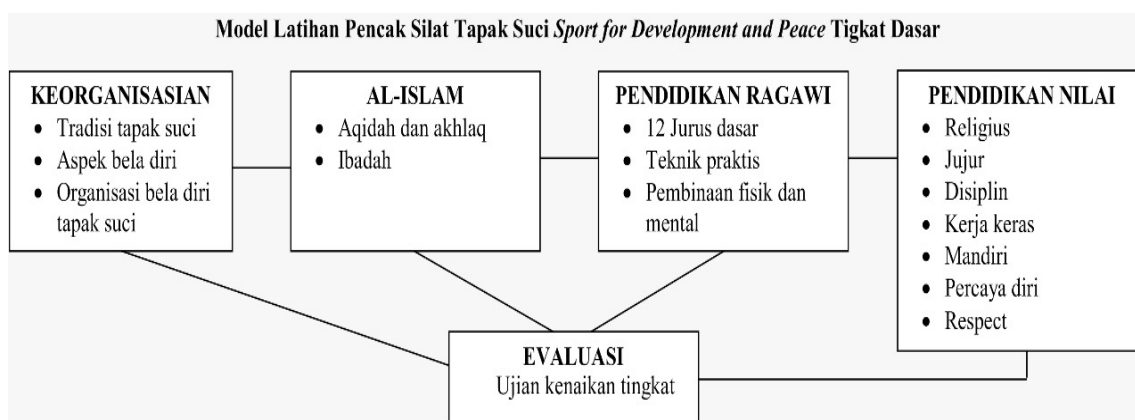 Model Latihan Pencak Silat Tapak Suci Sport for Development and Peace Tigkat Dasar
KEORGANISASIAN
• Tradisi tapak suci
• Aspek bela diri
• Organisasi bela diri
tapak suci
AL-ISLAM
• Aqidah dan akhlaq
• Ibadah
PENDIDIKAN RAGAWI
• 12 Jurus dasar
• Teknik praktis
• Pembinaan fisik dan
mental
PENDIDIKAN NILAI
• Religius
• Jujur
• Disiplin
• Kerja keras
• Mandiri
• Percaya diri
• Respect
EVALUASI
Ujian kenaikan tingkat